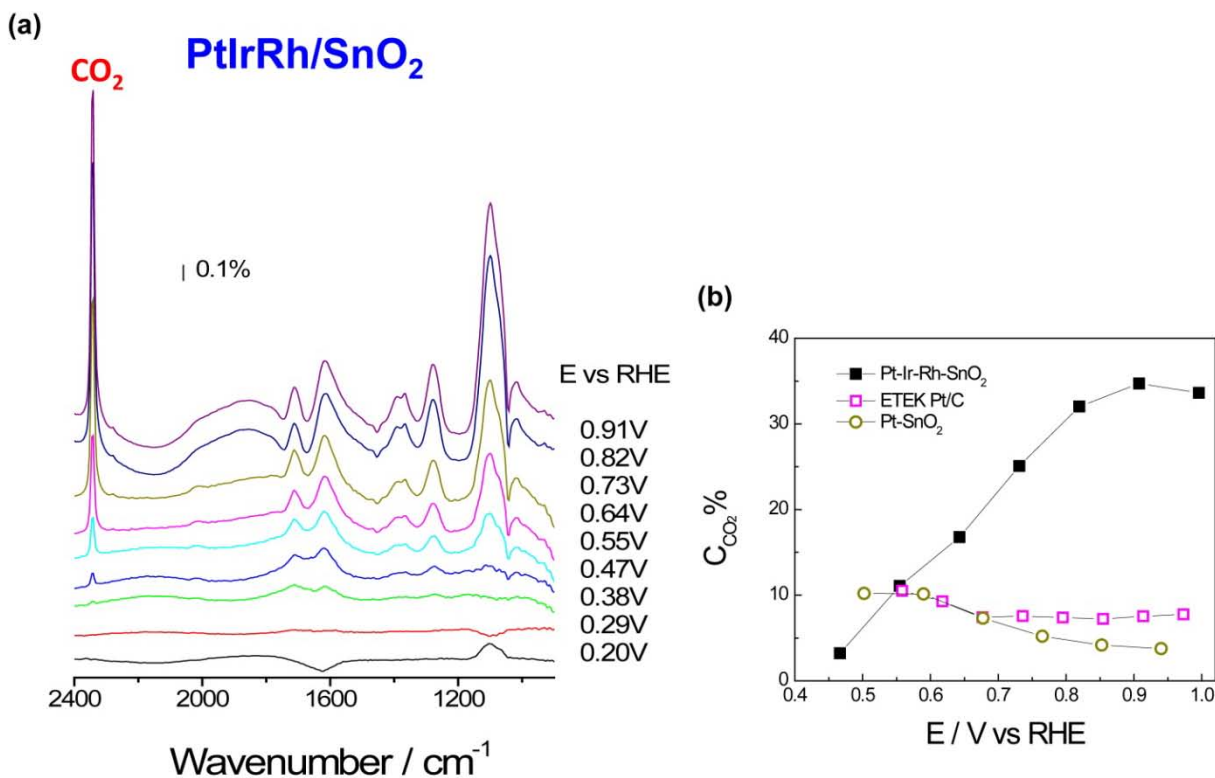 (a)
PtIrRh/SnO₂
CO₂
0.1%
E vs RHE
0.91V
0.82V
0.73V
0.64V
0.55V
0.47V
0.38V
0.29V
0.20V
2400 2000 1600 1200
Wavenumber / cm⁻¹
(b)
40
30
20
10
0
C_CO₂%
Pt-Ir-Rh-SnO₂
ETEK Pt/C
Pt-SnO₂
0.4 0.5 0.6 0.7 0.8 0.9 1.0
E / V vs RHE